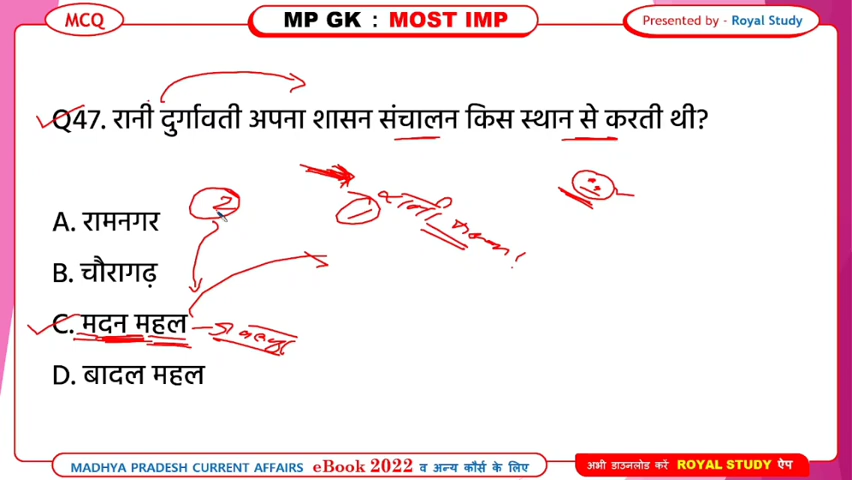 MCQ
MP GK : MOST IMP
Presented by - Royal Study
Q47. रानी दुर्गावती अपना शासन संचालन किस स्थान से करती थी?
2
A. रामनगर
B. चौरागढ़
C. मदन महल
D. बादल महल
MADHYA PRADESH CURRENT AFFAIRS eBook 2022 व अन्य कौर्स के लिए
अभी डाउनलोड करें ROYAL STUDY ऐप